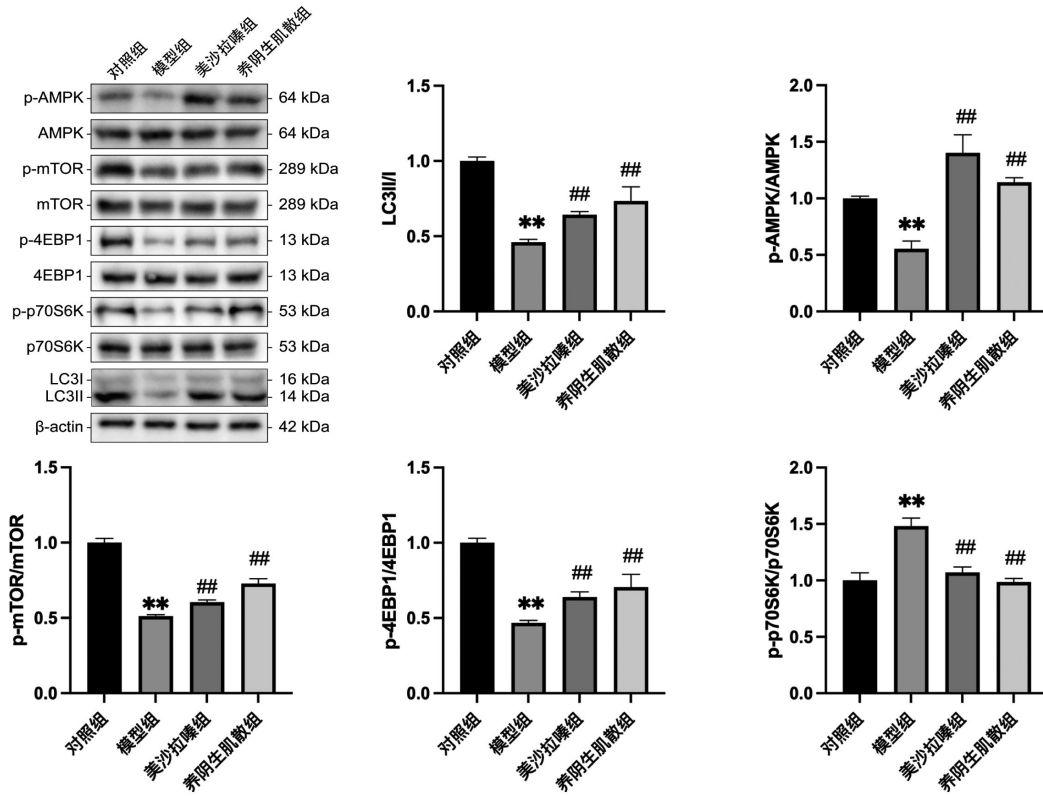 对照组 模型组 美沙拉嗪组 养阴生肌散组
p-AMPK 64 kDa
AMPK 64 kDa
p-mTOR 289 kDa
mTOR 289 kDa
p-4EBP1 13 kDa
4EBP1 13 kDa
p-p70S6K 53 kDa
p70S6K 53 kDa
LC3I 16 kDa
LC3II 14 kDa
β-actin 42 kDa
LC3II/I
1.5
1.0
0.5
0.0
**
##
##
对照组 模型组 美沙拉嗪组 养阴生肌散组
p-AMPK/AMPK
2.0
1.5
1.0
0.5
0.0
**
##
##
对照组 模型组 美沙拉嗪组 养阴生肌散组
p-mTOR/mTOR
1.5
1.0
0.5
0.0
**
##
##
对照组 模型组 美沙拉嗪组 养阴生肌散组
p-4EBP1/4EBP1
1.5
1.0
0.5
0.0
**
##
##
对照组 模型组 美沙拉嗪组 养阴生肌散组
p-p70S6K/p70S6K
2.0
1.5
1.0
0.5
0.0
**
##
##
对照组 模型组 美沙拉嗪组 养阴生肌散组